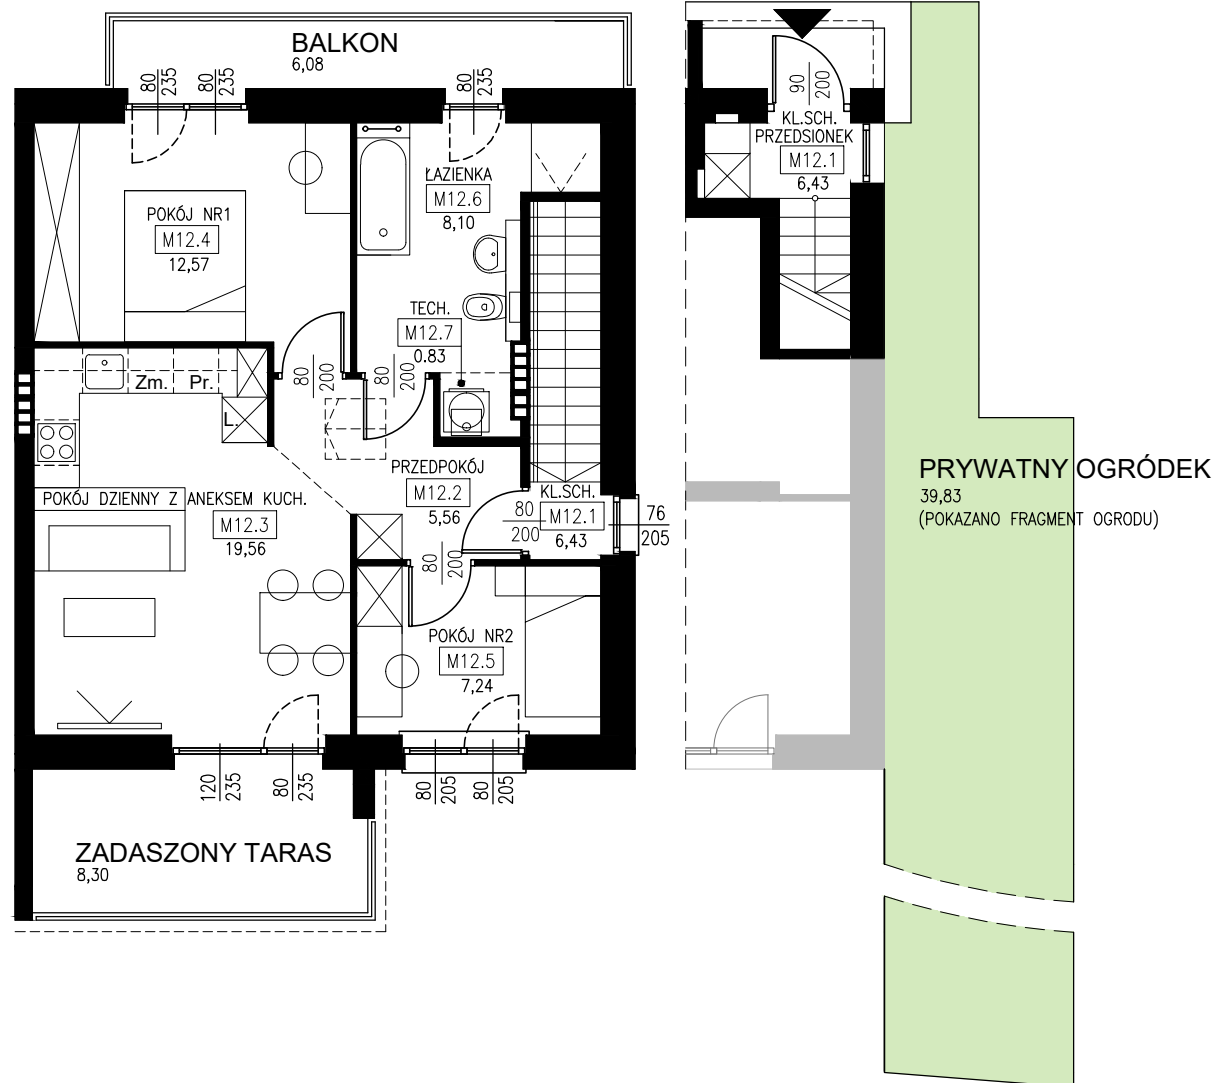 BALKON
6,08
80
235
80
235
80
235
POKÓJ NR1
M12.4
12,57
ŁAZIENKA
M12.6
8,10
TECH.
M12.7
0.83
80
200
80
200
Zm.
Pr.
L.
PRZEDPOKÓJ
M12.2
5,56
POKÓJ DZIENNY Z ANEKSEM KUCH.
M12.3
19,56
KL.SCH.
M12.1
6,43
80
200
76
205
80
200
POKÓJ NR2
M12.5
7,24
120
235
80
235
80
205
80
205
ZADASZONY TARAS
8,30
90
200
KL.SCH.
PRZEDSIONEK
M12.1
6,43
PRYWATNY OGRÓDEK
39,83
(POKAZANO FRAGMENT OGRODU)